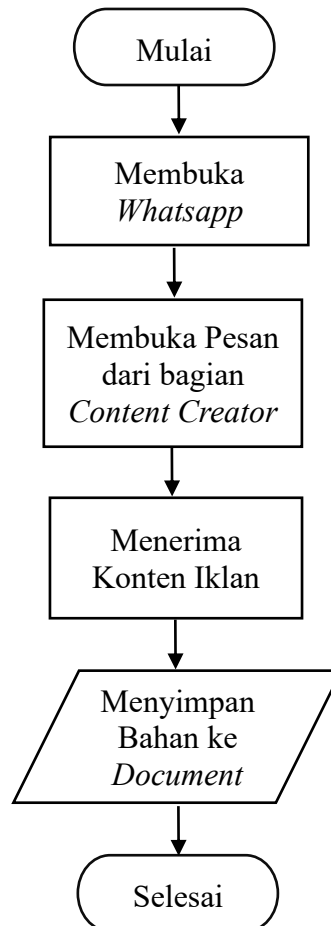 Mulai
Membuka
Whatsapp
Membuka Pesan
dari bagian
Content Creator
Menerima
Konten Iklan
Menyimpan
Bahan ke
Document
Selesai